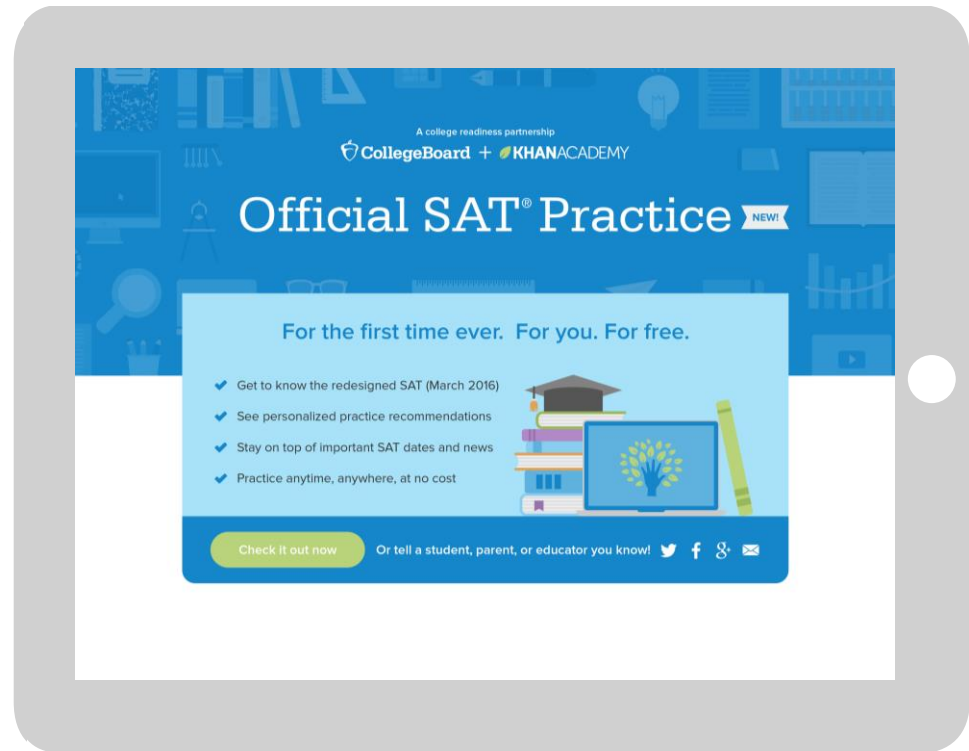 A college readiness partnership
CollegeBoard + KHANACADEMY
Official SAT® Practice NEW!
For the first time ever. For you. For free.
Get to know the redesigned SAT (March 2016)
See personalized practice recommendations
Stay on top of important SAT dates and news
Practice anytime, anywhere, at no cost
Check it out now Or tell a student, parent, or educator you know!